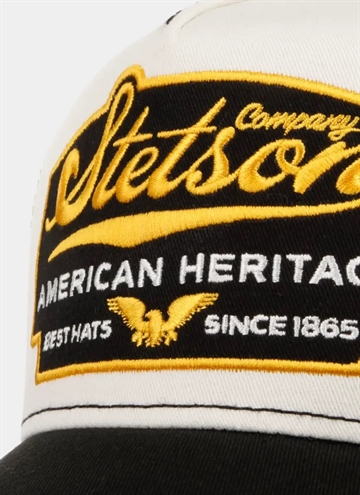 Company
Stetson
AMERICAN HERITAG
BEST HATS SINCE 1865